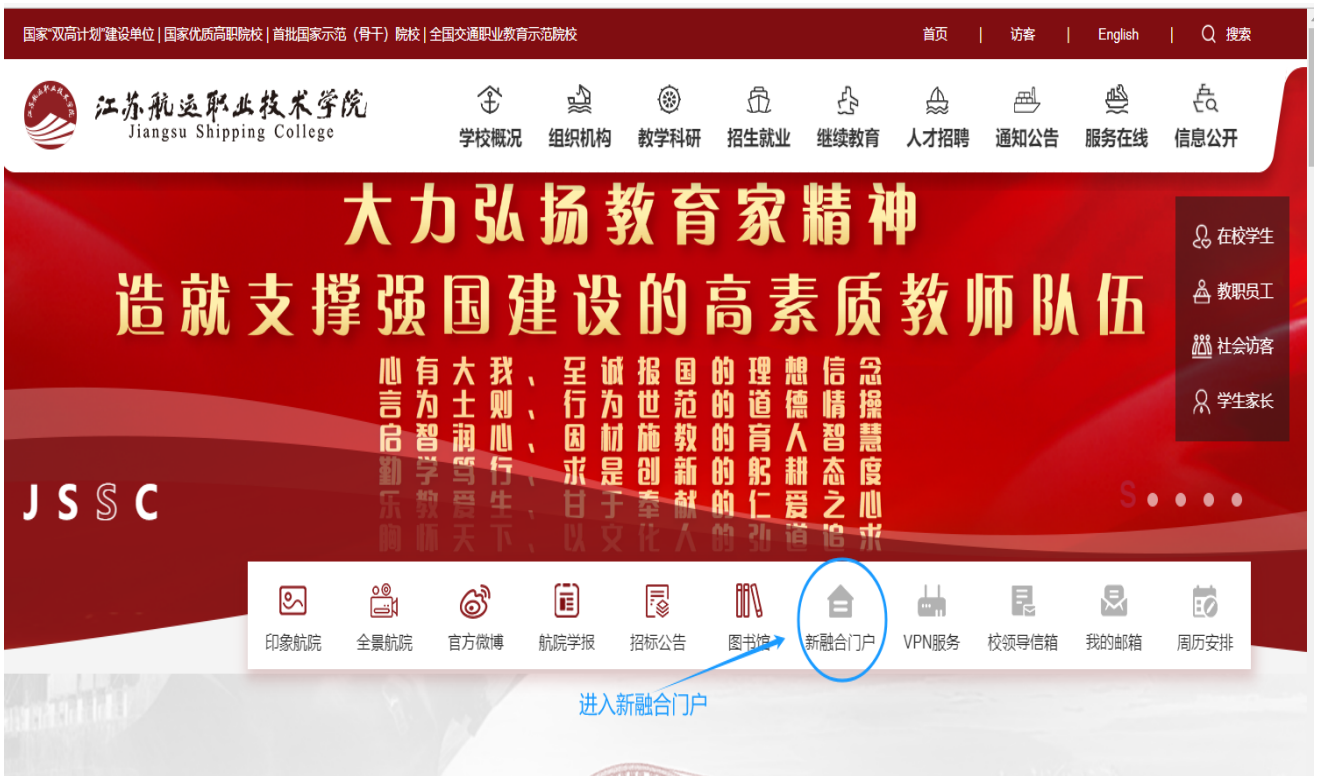 国家“双高计划”建设单位 | 国家优质高职院校 | 首批国家示范（骨干）院校 | 全国交通职业教育示范院校
首页 | 访客 | English | 搜索
江苏航运职业技术学院
Jiangsu Shipping College
学校概况 组织机构 教学科研 招生就业 继续教育 人才招聘 通知公告 服务在线 信息公开
大力弘扬教育家精神
造就支撑强国建设的高素质教师队伍
心有大我、至诚报国的理想信念
言为士则、行为世范的道德情操
启智润心、因材施教的育人智慧
勤学笃行、求是创新的躬耕态度
乐教爱生、甘于奉献的仁爱之心
胸怀天下、以文化人的弘道追求
在校学生
教职员工
社会访客
学生家长
JSSC
S
印象航院 全景航院 官方微博 航院学报 招标公告 图书馆 新融合门户 VPN服务 校领导信箱 我的邮箱 周历安排
进入新融合门户